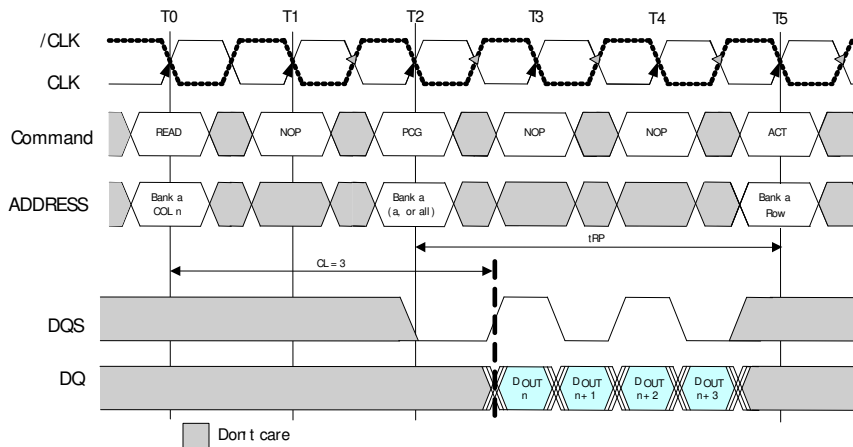 T0 T1 T2 T3 T4 T5
/CLK
CLK
Command READ NOP PCG NOP NOP ACT
ADDRESS Bank a COL n Bank a (a, or all) Bank a Row
tRP
CL = 3
DQS
DQ DOUT n DOUT n+1 DOUT n+2 DOUT n+3
Don't care